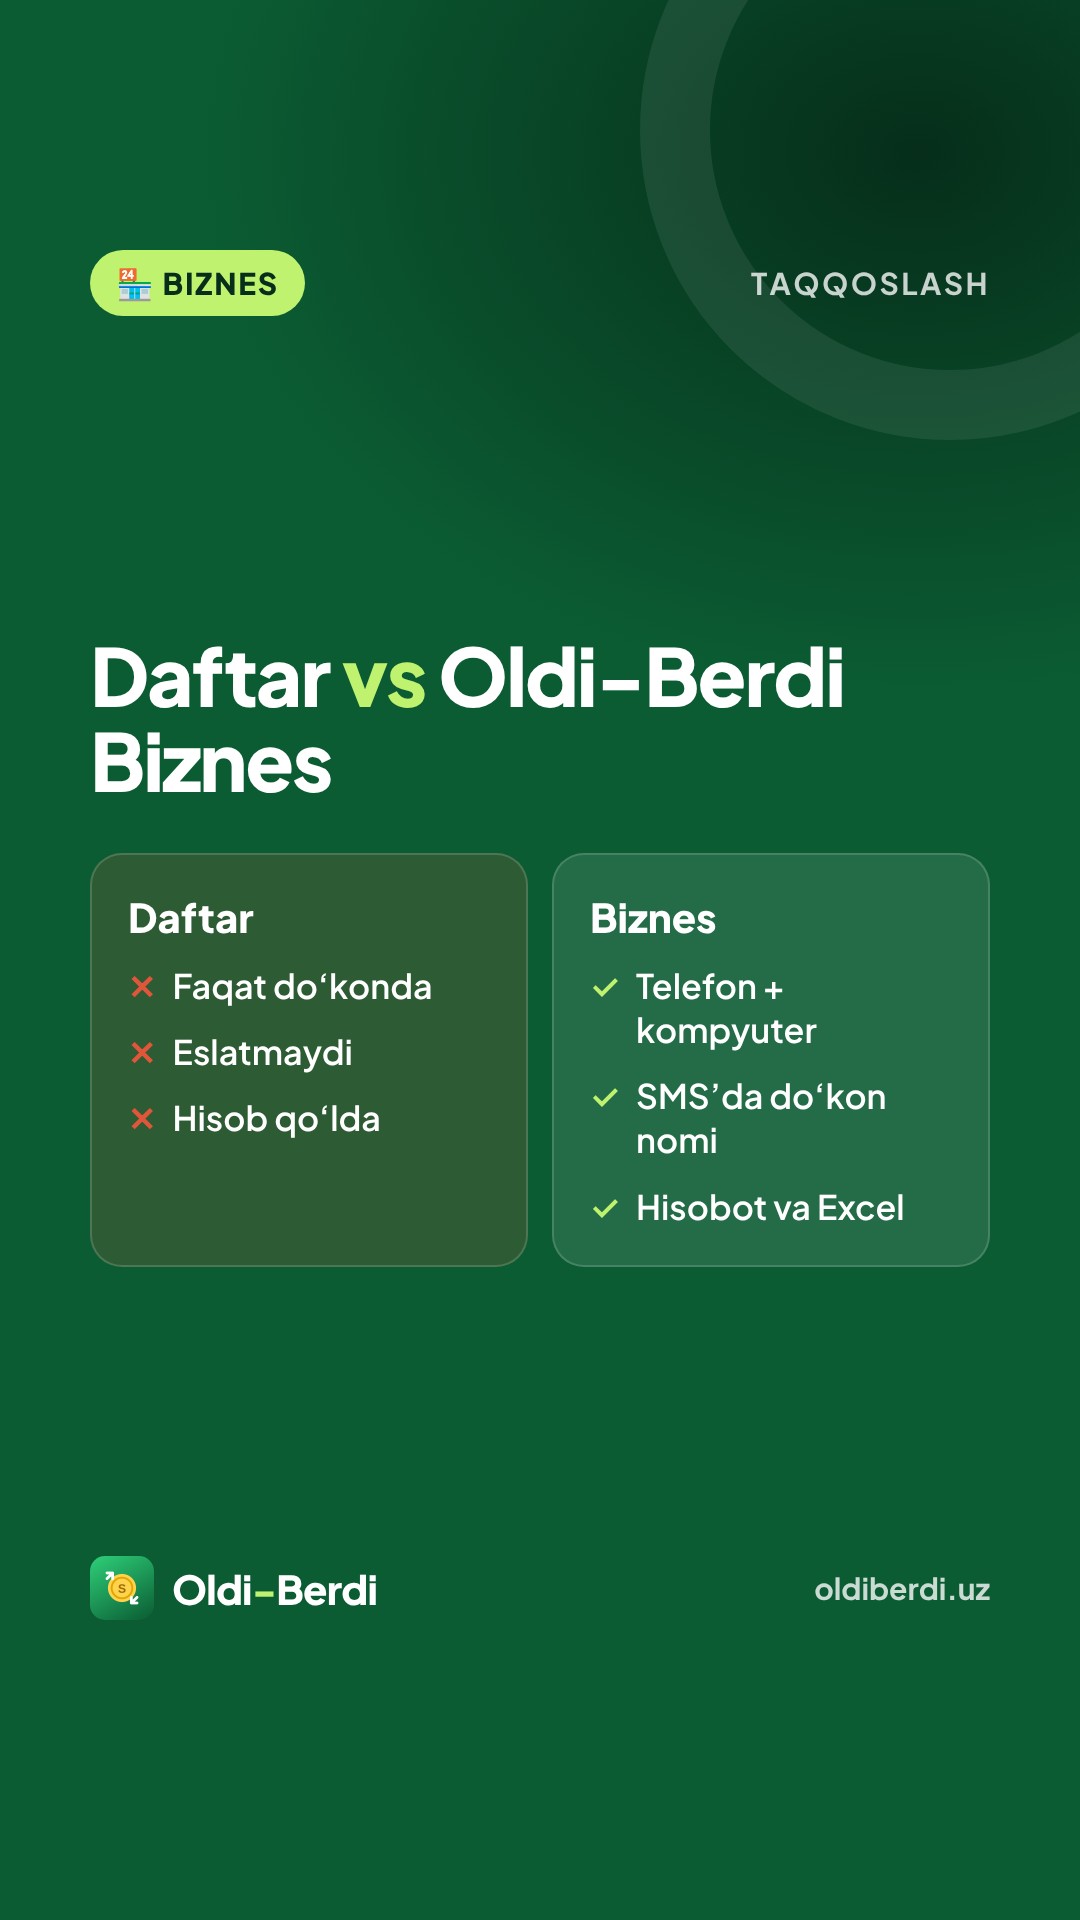 BIZNES
TAQQOSLASH
Daftar vs Oldi-Berdi
Biznes
Daftar
✕ Faqat do‘konda
✕ Eslatmaydi
✕ Hisob qo‘lda
Biznes
✓ Telefon +
kompyuter
✓ SMS’da do‘kon
nomi
✓ Hisobot va Excel
Oldi-Berdi
oldiberdi.uz